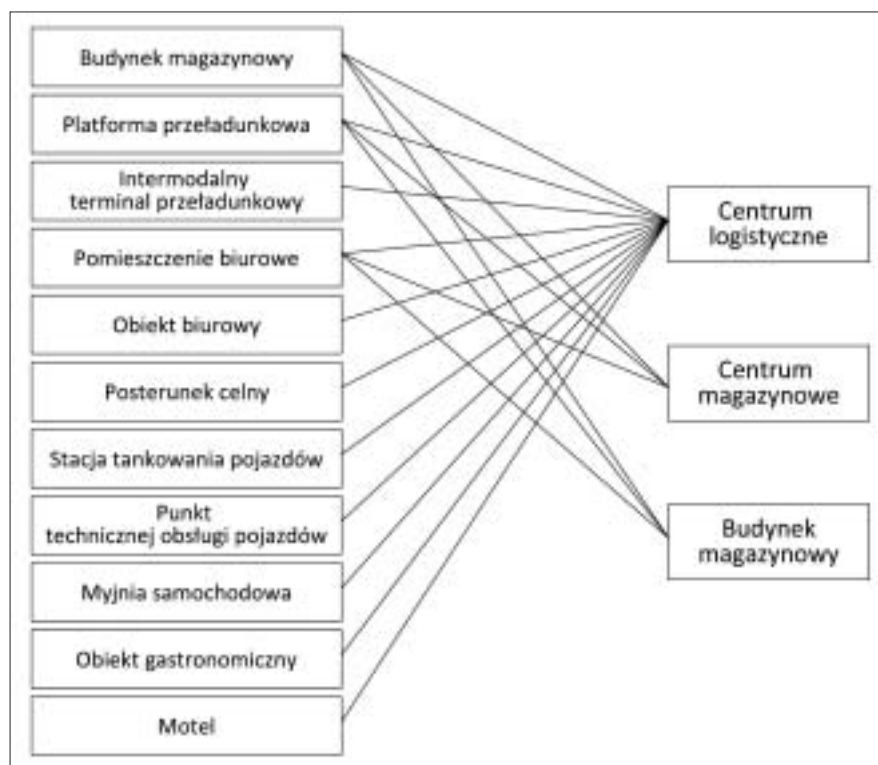 Budynek magazynowy
Platforma przeładunkowa
Intermodalny
terminal przeładunkowy
Pomieszczenie biurowe
Obiekt biurowy
Posterunek celny
Stacja tankowania pojazdów
Punkt
technicznej obsługi pojazdów
Myjnia samochodowa
Obiekt gastronomiczny
Motel
Centrum
logistyczne
Centrum
magazynowe
Budynek
magazynowy